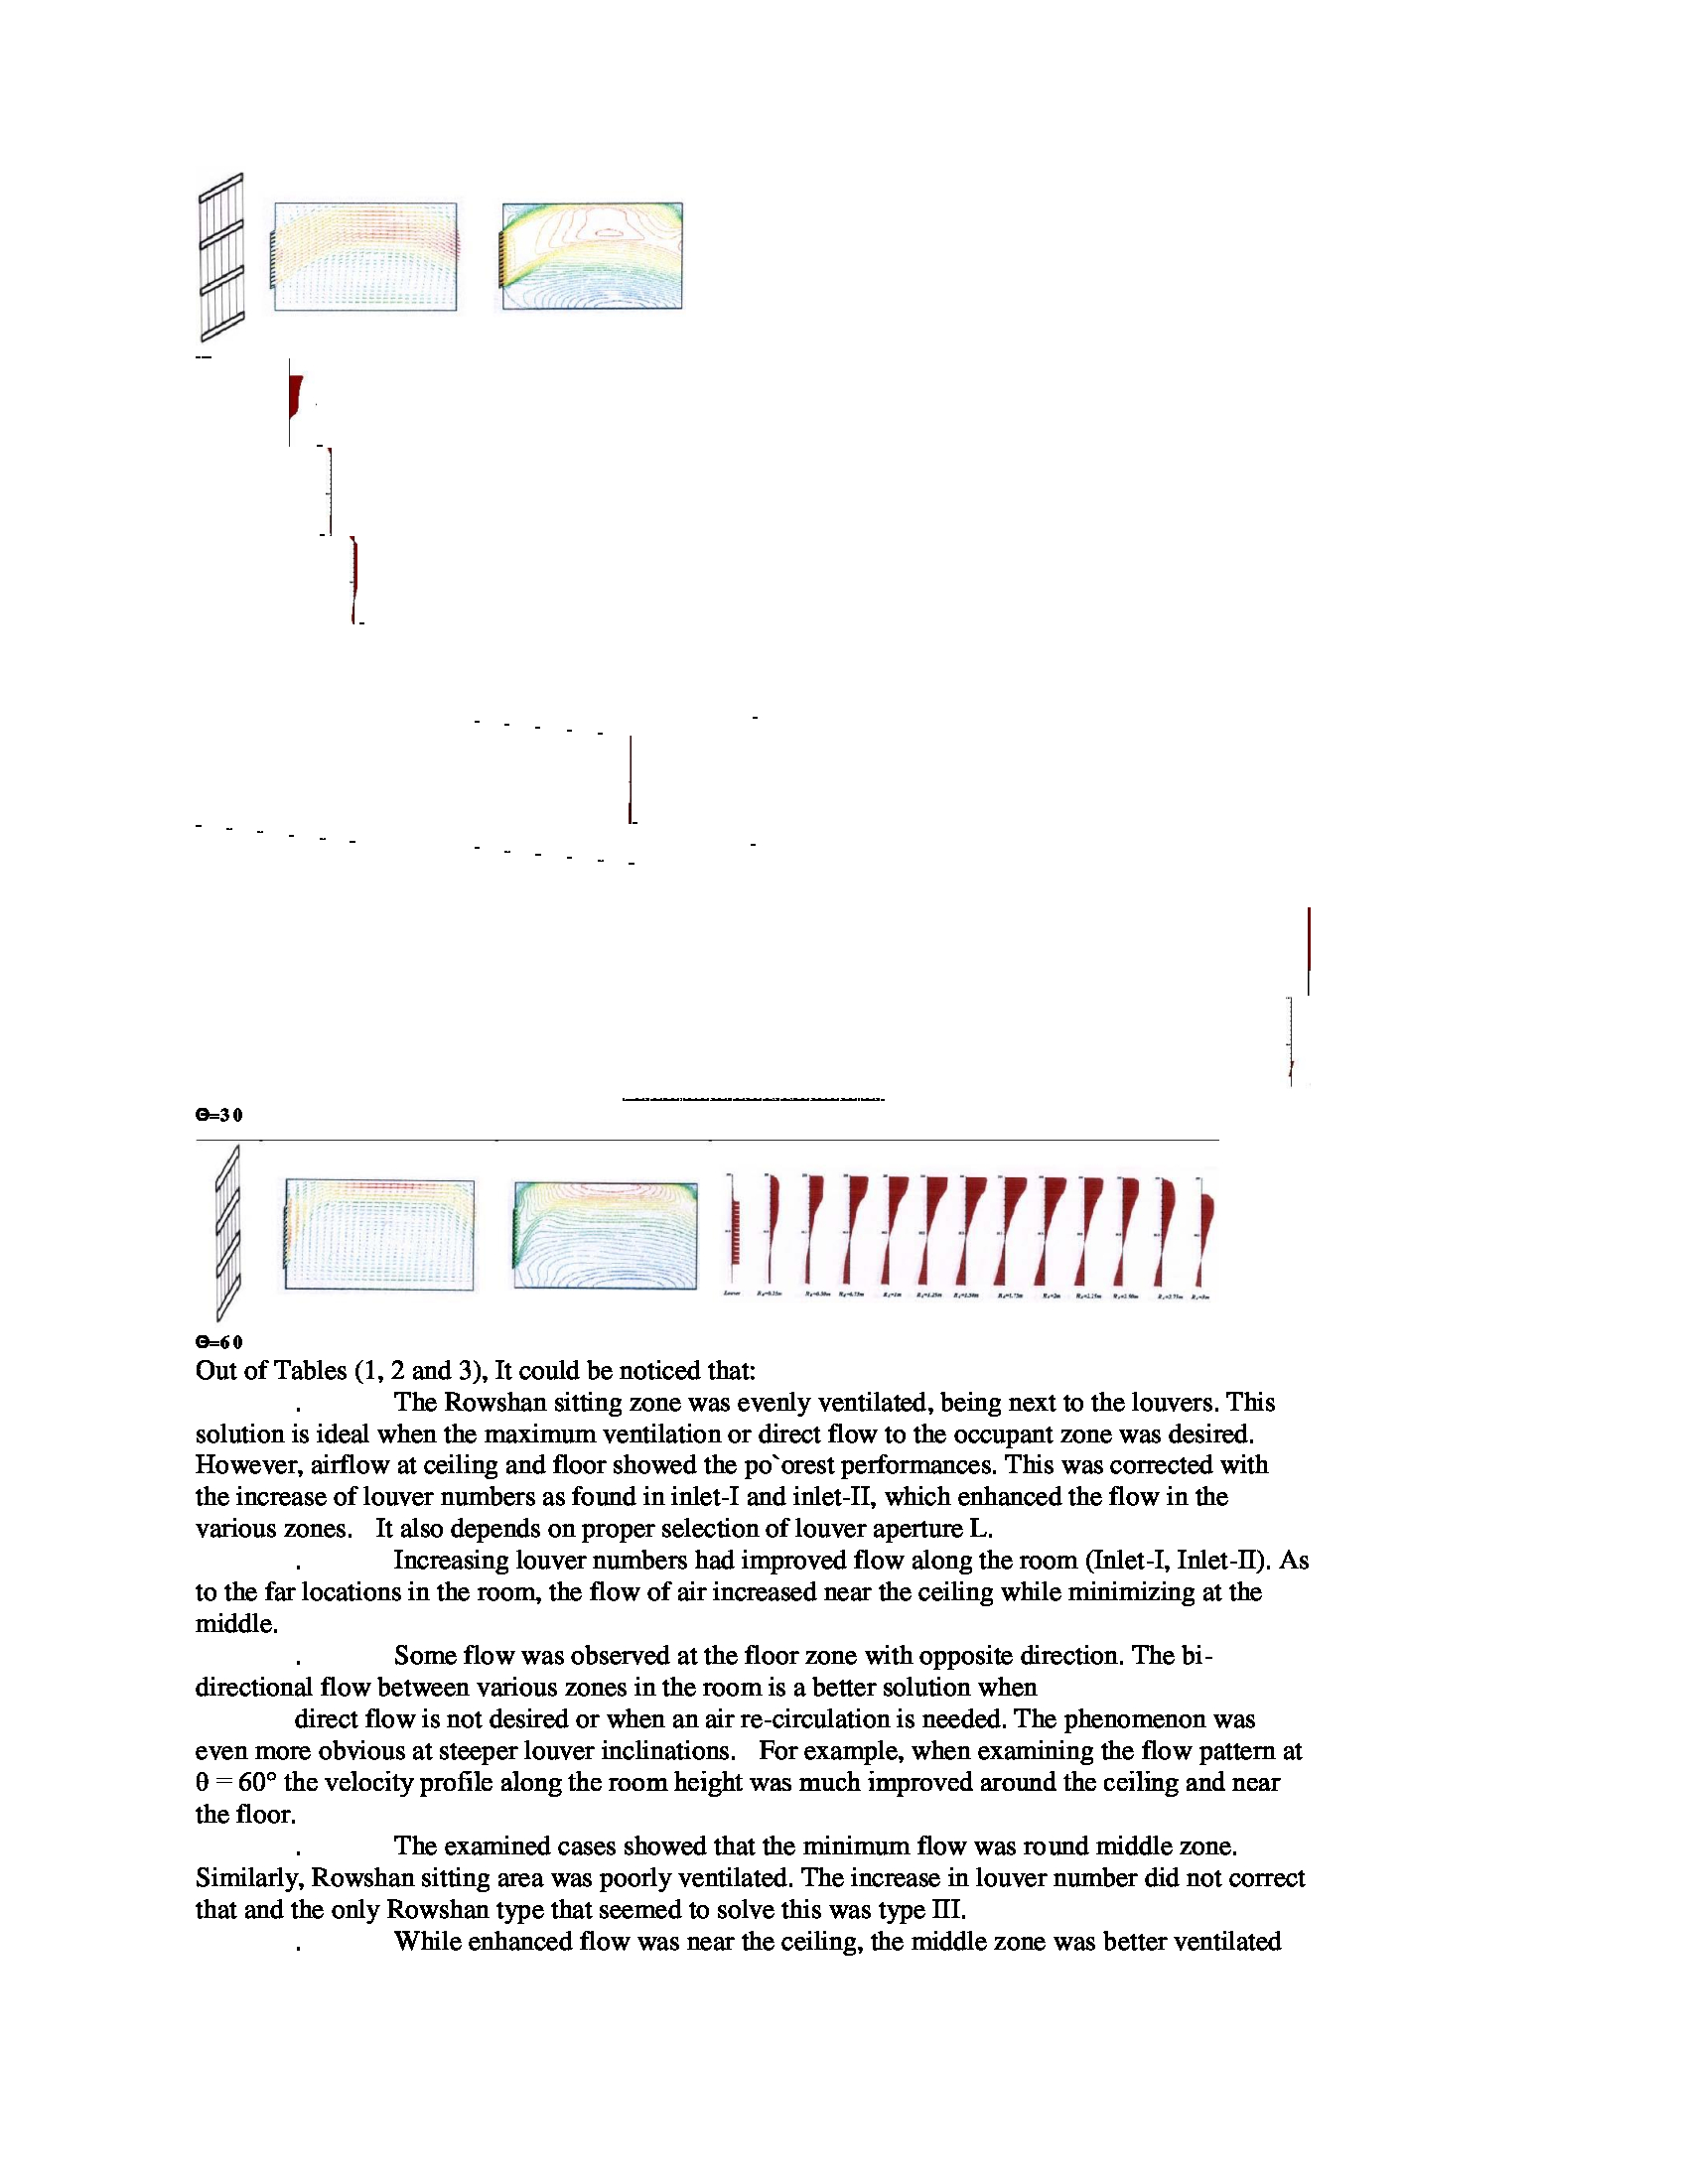 Θ=30
Θ=60
Out of Tables (1, 2 and 3), It could be noticed that:
. The Rowshan sitting zone was evenly ventilated, being next to the louvers. This
solution is ideal when the maximum ventilation or direct flow to the occupant zone was desired.
However, airflow at ceiling and floor showed the po`orest performances. This was corrected with
the increase of louver numbers as found in inlet-I and inlet-II, which enhanced the flow in the
various zones. It also depends on proper selection of louver aperture L.
. Increasing louver numbers had improved flow along the room (Inlet-I, Inlet-II). As
to the far locations in the room, the flow of air increased near the ceiling while minimizing at the
middle.
. Some flow was observed at the floor zone with opposite direction. The bi-
directional flow between various zones in the room is a better solution when
direct flow is not desired or when an air re-circulation is needed. The phenomenon was
even more obvious at steeper louver inclinations. For example, when examining the flow pattern at
θ = 60° the velocity profile along the room height was much improved around the ceiling and near
the floor.
. The examined cases showed that the minimum flow was round middle zone.
Similarly, Rowshan sitting area was poorly ventilated. The increase in louver number did not correct
that and the only Rowshan type that seemed to solve this was type III.
. While enhanced flow was near the ceiling, the middle zone was better ventilated